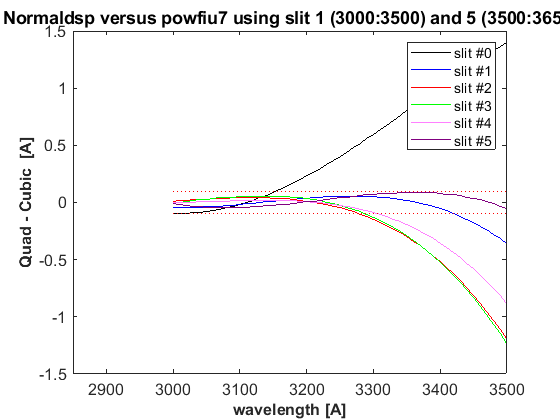 Normaldsp versus powfiu7 using slit 1 (3000:3500) and 5 (3500:365
1.5
1
0.5
0
-0.5
-1
-1.5
Quad - Cubic [A]
slit #0
slit #1
slit #2
slit #3
slit #4
slit #5
2900 3000 3100 3200 3300 3400 3500
wavelength [A]